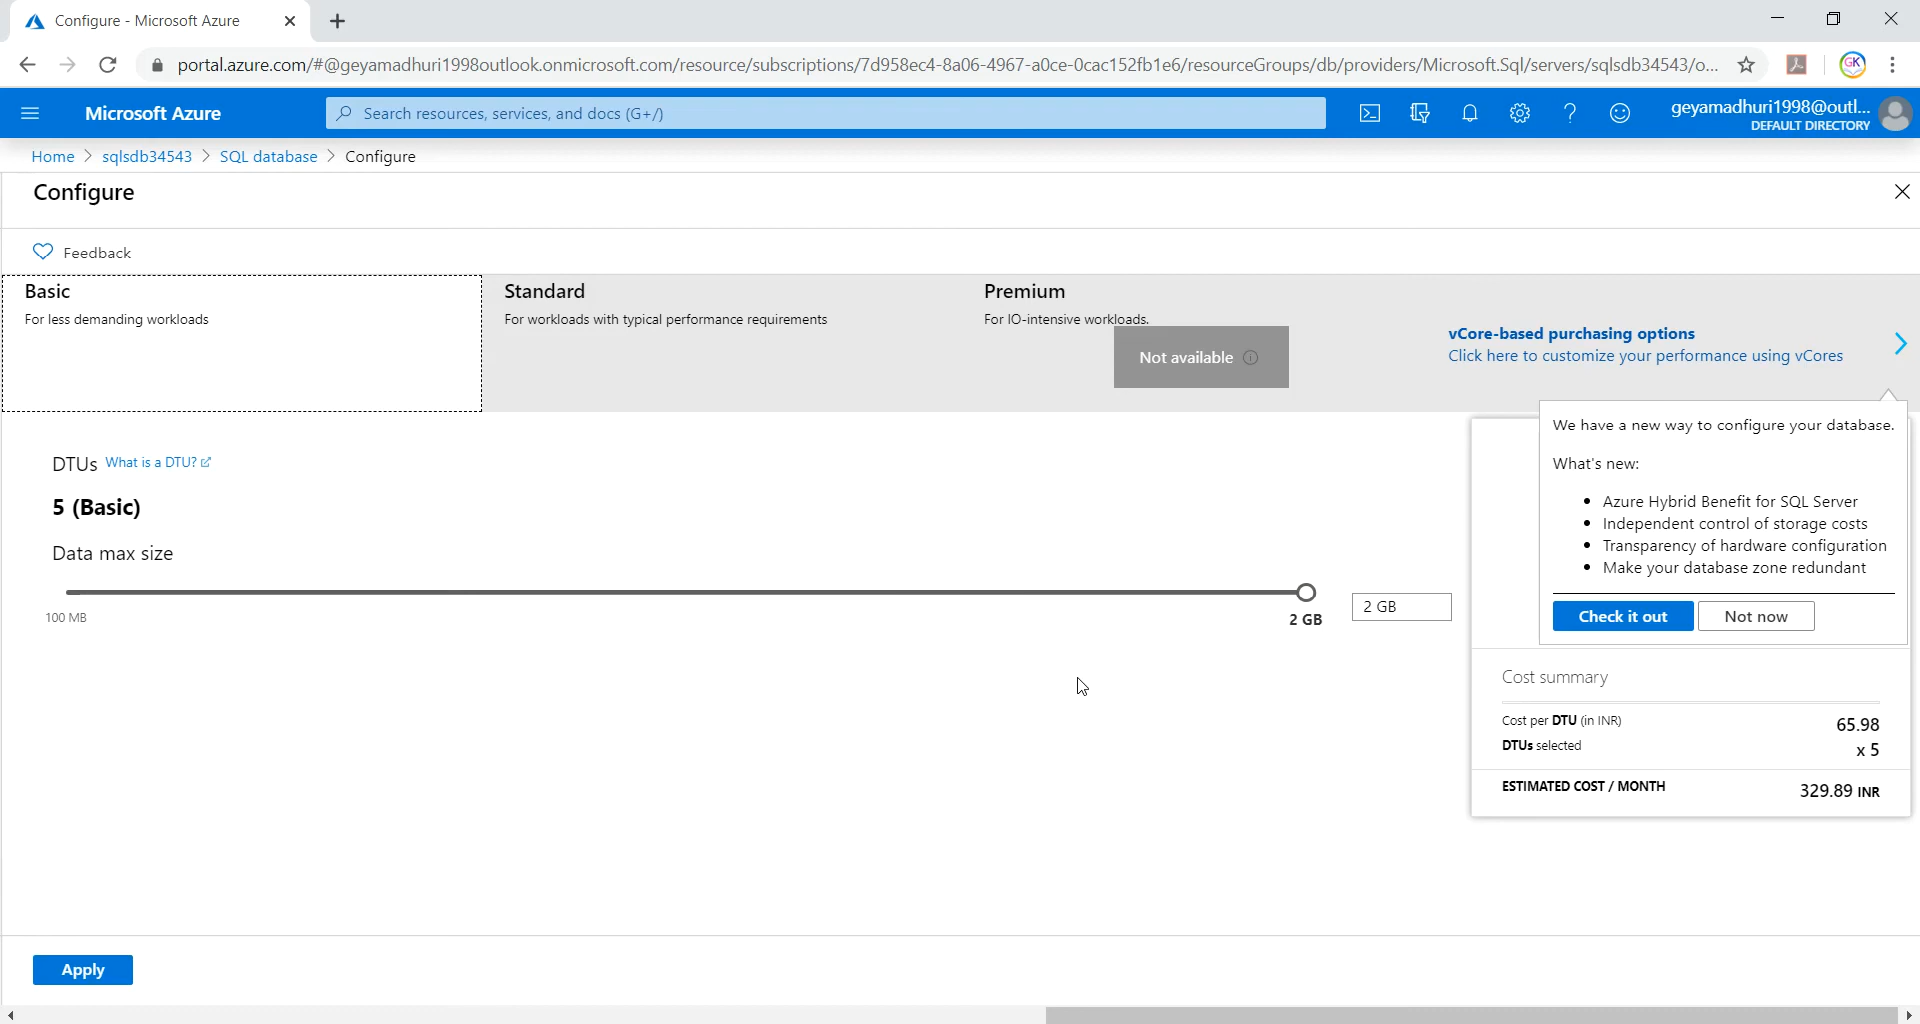 Configure - Microsoft Azure
portal.azure.com/#@geyamadhuri1998outlook.onmicrosoft.com/resource/subscriptions/7d958ec4-8a06-4967-a0ce-0cac152fb1e6/resourceGroups/db/providers/Microsoft.Sql/servers/sqlsdb34543/o...
GK
Microsoft Azure
Search resources, services, and docs (G+/)
geyamadhuri1998@outl...
DEFAULT DIRECTORY
Home > sqlsdb34543 > SQL database > Configure
Configure
Feedback
Basic
For less demanding workloads
Standard
For workloads with typical performance requirements
Premium
For IO-intensive workloads.
Not available
vCore-based purchasing options
Click here to customize your performance using vCores
We have a new way to configure your database.
What's new:
• Azure Hybrid Benefit for SQL Server
• Independent control of storage costs
• Transparency of hardware configuration
• Make your database zone redundant
Check it out
Not now
DTUs What is a DTU?
5 (Basic)
Data max size
100 MB
2 GB
2 GB
Cost summary
Cost per DTU (in INR) 65.98
DTUs selected x 5
ESTIMATED COST / MONTH 329.89 INR
Apply